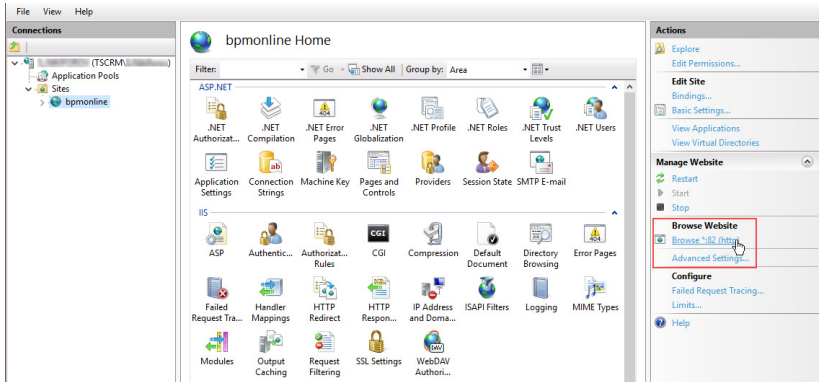 File View Help
Connections
(TSCRM\
Application Pools
Sites
bpmonline
bpmonline Home
Filter: Go Show All Group by: Area
ASP.NET
.NET Authorizat...
.NET Compilation
.NET Error Pages
.NET Globalization
.NET Profile
.NET Roles
.NET Trust Levels
.NET Users
Application Settings
Connection Strings
Machine Key
Pages and Controls
Providers
Session State
SMTP E-mail
IIS
ASP
Authentic...
Authorizat... Rules
CGI
Compression
Default Document
Directory Browsing
Error Pages
Failed Request Tra...
Handler Mappings
HTTP Redirect
HTTP Respon...
IP Address and Doma...
ISAPI Filters
Logging
MIME Types
Modules
Output Caching
Request Filtering
SSL Settings
WebDAV Authori...
Actions
Explore
Edit Permissions...
Edit Site
Bindings...
Basic Settings...
View Applications
View Virtual Directories
Manage Website
Restart
Start
Stop
Browse Website
Browse *:82 (http)
Advanced Settings...
Configure
Failed Request Tracing...
Limits...
Help